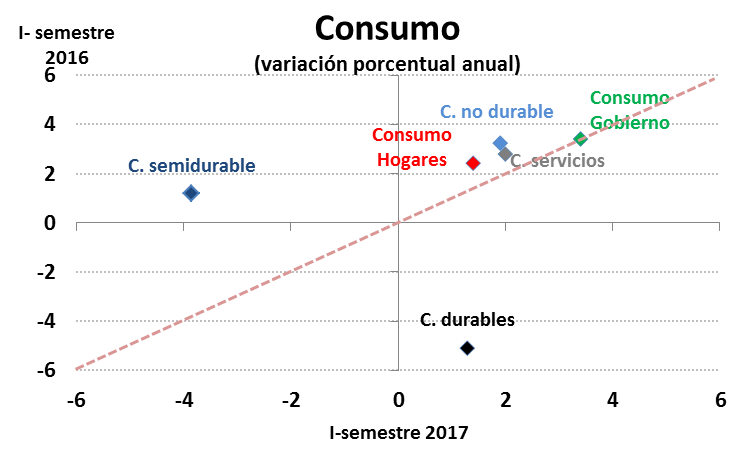 Consumo
(variación porcentual anual)
I- semestre
2016
6
4
2
0
-2
-4
-6
Consumo
Gobierno
C. no durable
Consumo
Hogares
C. servicios
C. semidurable
C. durables
-6 -4 -2 0 2 4 6
I-semestre 2017